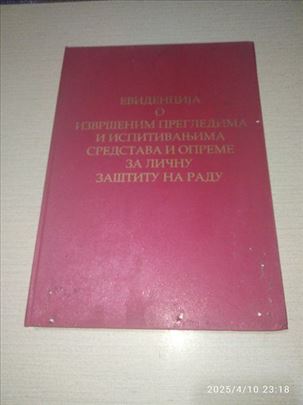 ЕВИДЕНЦИЈА
О
ИЗВРШЕНИМ ПРЕГЛЕДИМА
И ИСПИТИВАЊИМА
СРЕДСТАВА И ОПРЕМЕ
ЗА ЛИЧНУ
ЗАШТИТУ НА РАДУ
2025/4/10 23:18